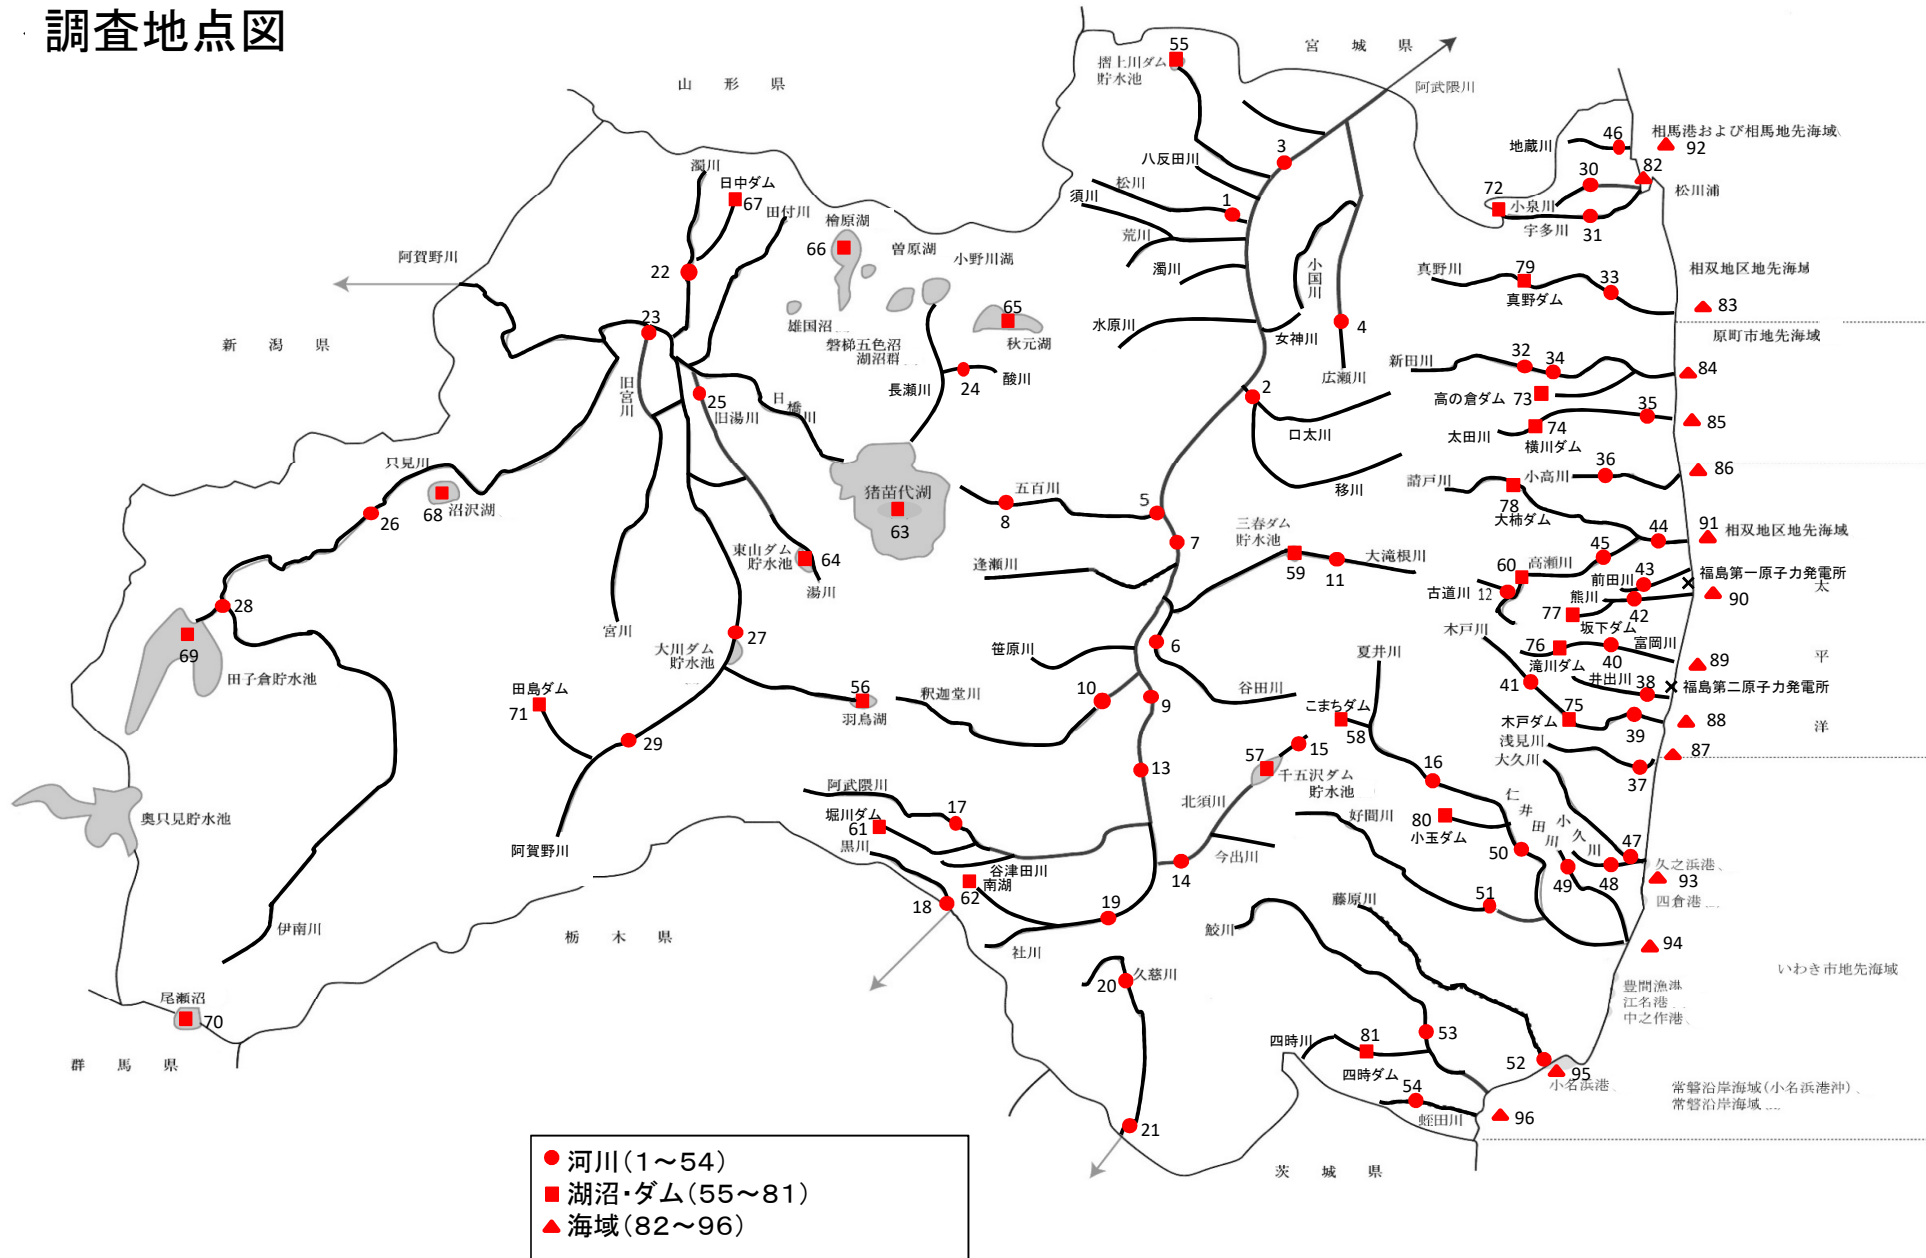 調査地点図
宮城県
山形県
新潟県
群馬県
栃木県
茨城県
太平洋
55
摺上川ダム
貯水池
阿武隈川
3
八反田川
松川
1
須川
荒川
濁川
水原川
小国川
女神川
4
広瀬川
2
口太川
移川
46
地蔵川
相馬港および相馬地先海域
92
82
松川浦
30
72
小泉川
宇多川
31
相双地区地先海域
真野川
79
真野ダム
33
83
原町市地先海域
新田川
32
34
84
高の倉ダム
73
35
太田川
74
横川ダム
85
36
小高川
86
請戸川
78
大柿ダム
44
91
相双地区地先海域
45
高瀬川
60
古道川
12
前田川
43
福島第一原子力発電所
熊川
42
90
77
坂下ダム
木戸川
76
滝川ダム
40
富岡川
89
井出川
38
福島第二原子力発電所
41
75
木戸ダム
39
88
浅見川
37
87
大久川
濁川
日中ダム
67
田付川
22
阿賀野川
23
檜原湖
66
曽原湖
小野川湖
雄国沼
磐梯五色沼
湖沼群
65
秋元湖
長瀬川
24
酸川
旧宮川
25
旧湯川
日橋川
只見川
68
沼沢湖
26
猪苗代湖
63
東山ダム
貯水池
64
湯川
宮川
28
69
田子倉貯水池
27
大川ダム
貯水池
田島ダム
71
29
56
羽鳥湖
奥只見貯水池
阿賀野川
伊南川
尾瀬沼
70
五百川
8
5
7
逢瀬川
三春ダム
貯水池
59
11
大滝根川
6
笹原川
谷田川
10
釈迦堂川
9
13
夏井川
こまちダム
58
57
15
千五沢ダム
貯水池
北須川
今出川
14
16
80
小玉ダム
好間川
仁井田川
小久川
50
49
48
47
久之浜港、
93
四倉港
51
94
いわき市地先海域
豊間漁港
江名港
中之作港、
藤原川
鮫川
阿武隈川
堀川ダム
61
黒川
17
谷津田川
南湖
62
18
19
社川
久慈川
20
21
四時川
81
四時ダム
53
52
95
小名浜港
54
蛭田川
96
常磐沿岸海域(小名浜港沖)、
常磐沿岸海域
河川(1～54)
湖沼・ダム(55～81)
海域(82～96)